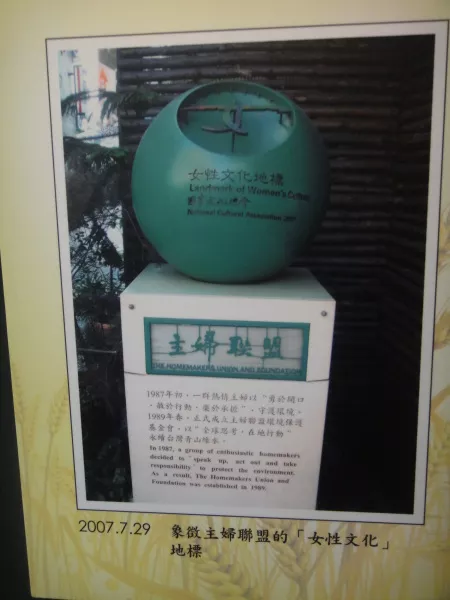 女性文化地標
Landmark of Women's Culture
National Cultural Foundation
主婦聯盟
THE HOMEMAKERS UNION AND FOUNDATION
1987年初，一群熱情主婦以"勇於開口
，敢於行動，樂於承擔"，守護環境。
1989年春，正式成立主婦聯盟環境保護
基金會，以"全球思考，在地行動"
永續台灣青山綠水。
In 1987, a group of enthusiastic homemakers
decided to "speak up, act out and take
responsibility" to protect the environment.
As a result, The Homemakers Union and
Foundation was established in 1989.
2007.7.29 象徵主婦聯盟的「女性文化」
地標